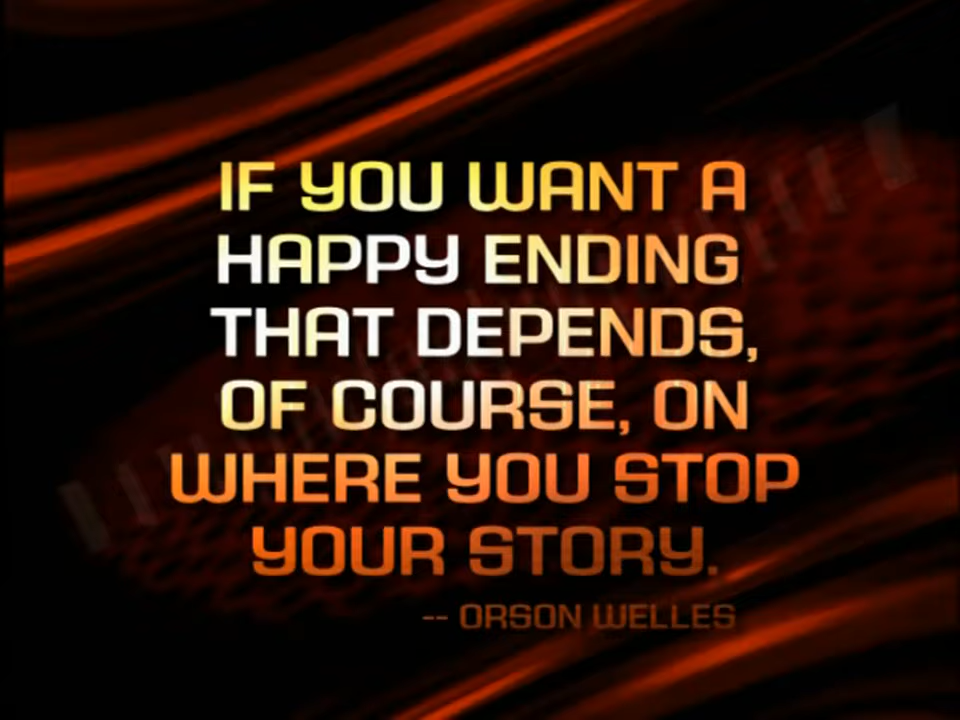 IF YOU WANT A
HAPPY ENDING
THAT DEPENDS,
OF COURSE, ON
WHERE YOU STOP
YOUR STORY.
-- ORSON WELLES